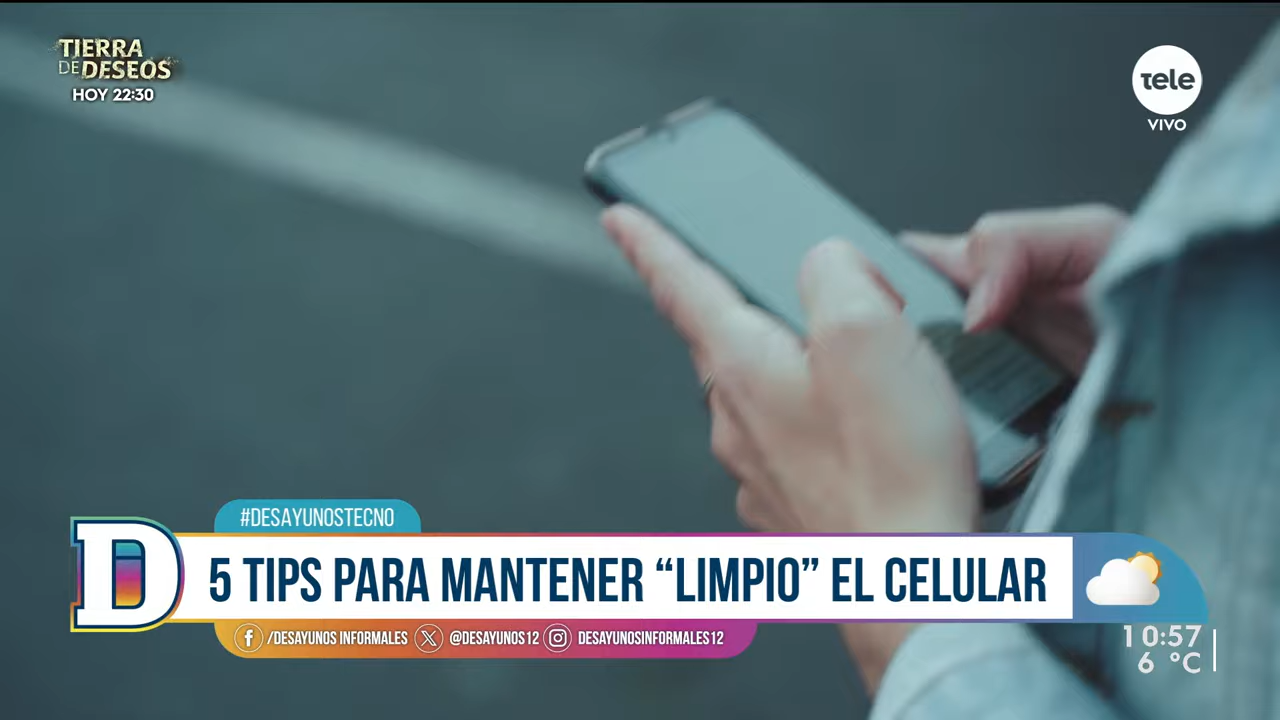 TIERRA
DE DESEOS
HOY 22:30
tele
VIVO
#DESAYUNOSTECNO
D
5 TIPS PARA MANTENER “LIMPIO” EL CELULAR
/DESAYUNOS INFORMALES @DESAYUNOS12 DESAYUNOSINFORMALES12
10:57
6 °C